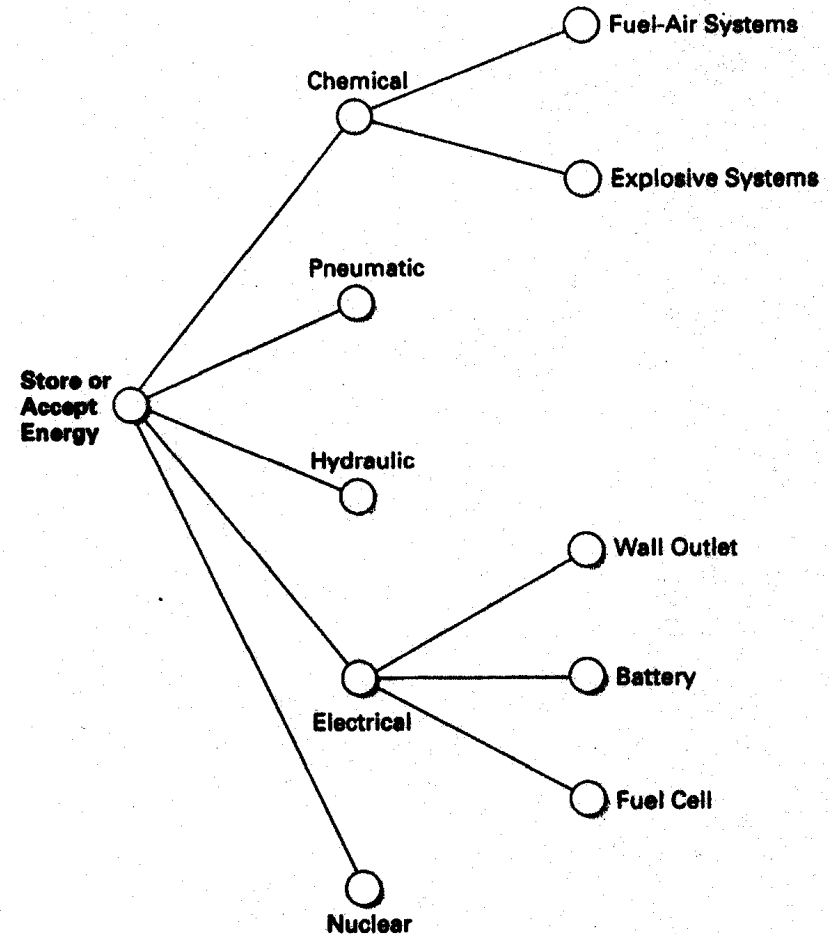 Fuel-Air Systems
Chemical
Explosive Systems
Pneumatic
Store or
Accept
Energy
Hydraulic
Wall Outlet
Battery
Electrical
Fuel Cell
Nuclear